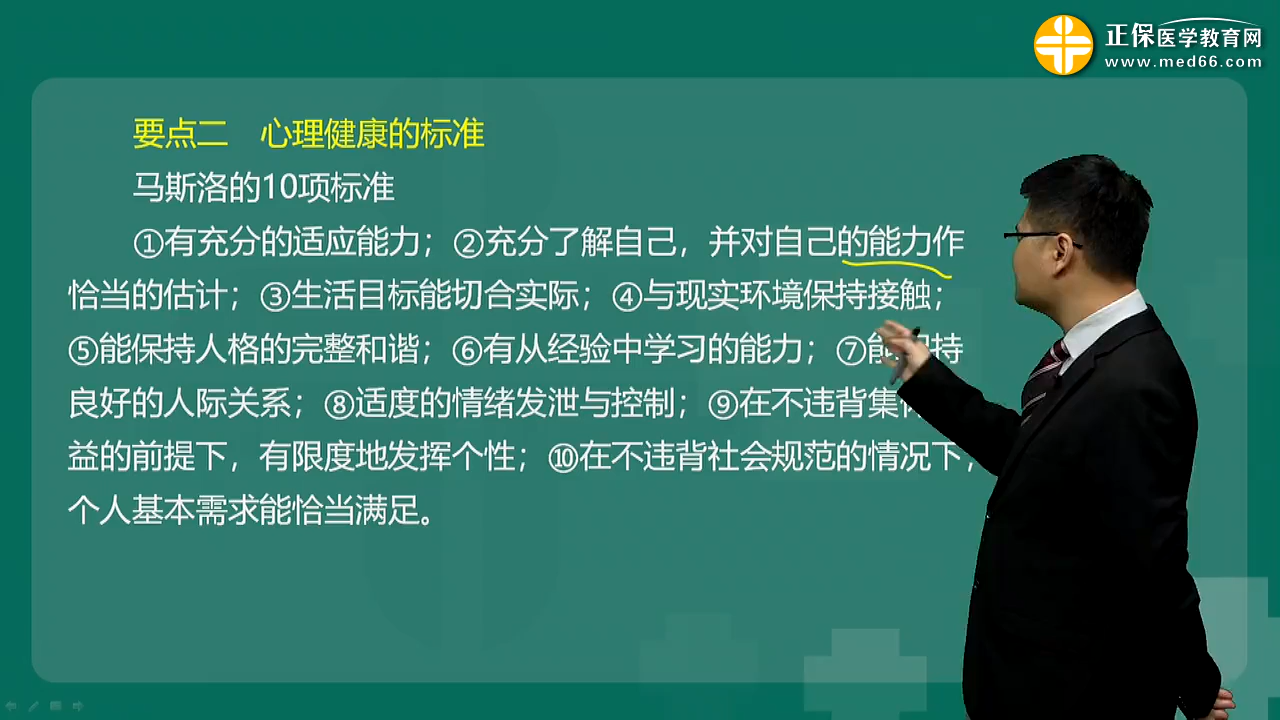 正保医学教育网
www.med66.com
要点二 心理健康的标准
马斯洛的10项标准
①有充分的适应能力；②充分了解自己，并对自己的能力作
恰当的估计；③生活目标能切合实际；④与现实环境保持接触；
⑤能保持人格的完整和谐；⑥有从经验中学习的能力；⑦能 持
良好的人际关系；⑧适度的情绪发泄与控制；⑨在不违背集
益的前提下，有限度地发挥个性；⑩在不违背社会规范的情况下，
个人基本需求能恰当满足。